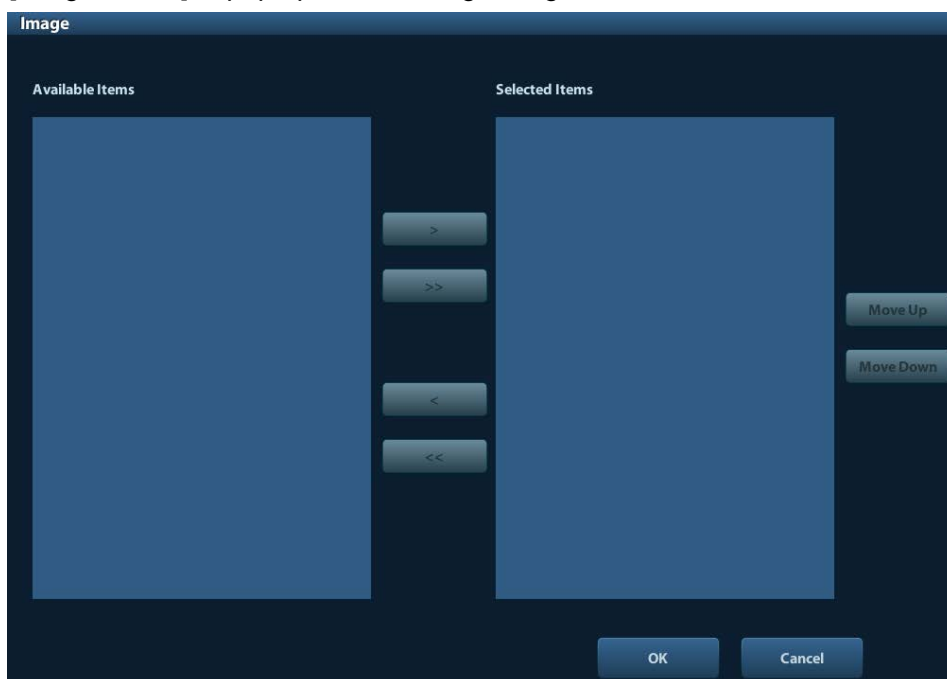 Image
Available Items
Selected Items
>
>>
Move Up
Move Down
<
<<
OK
Cancel